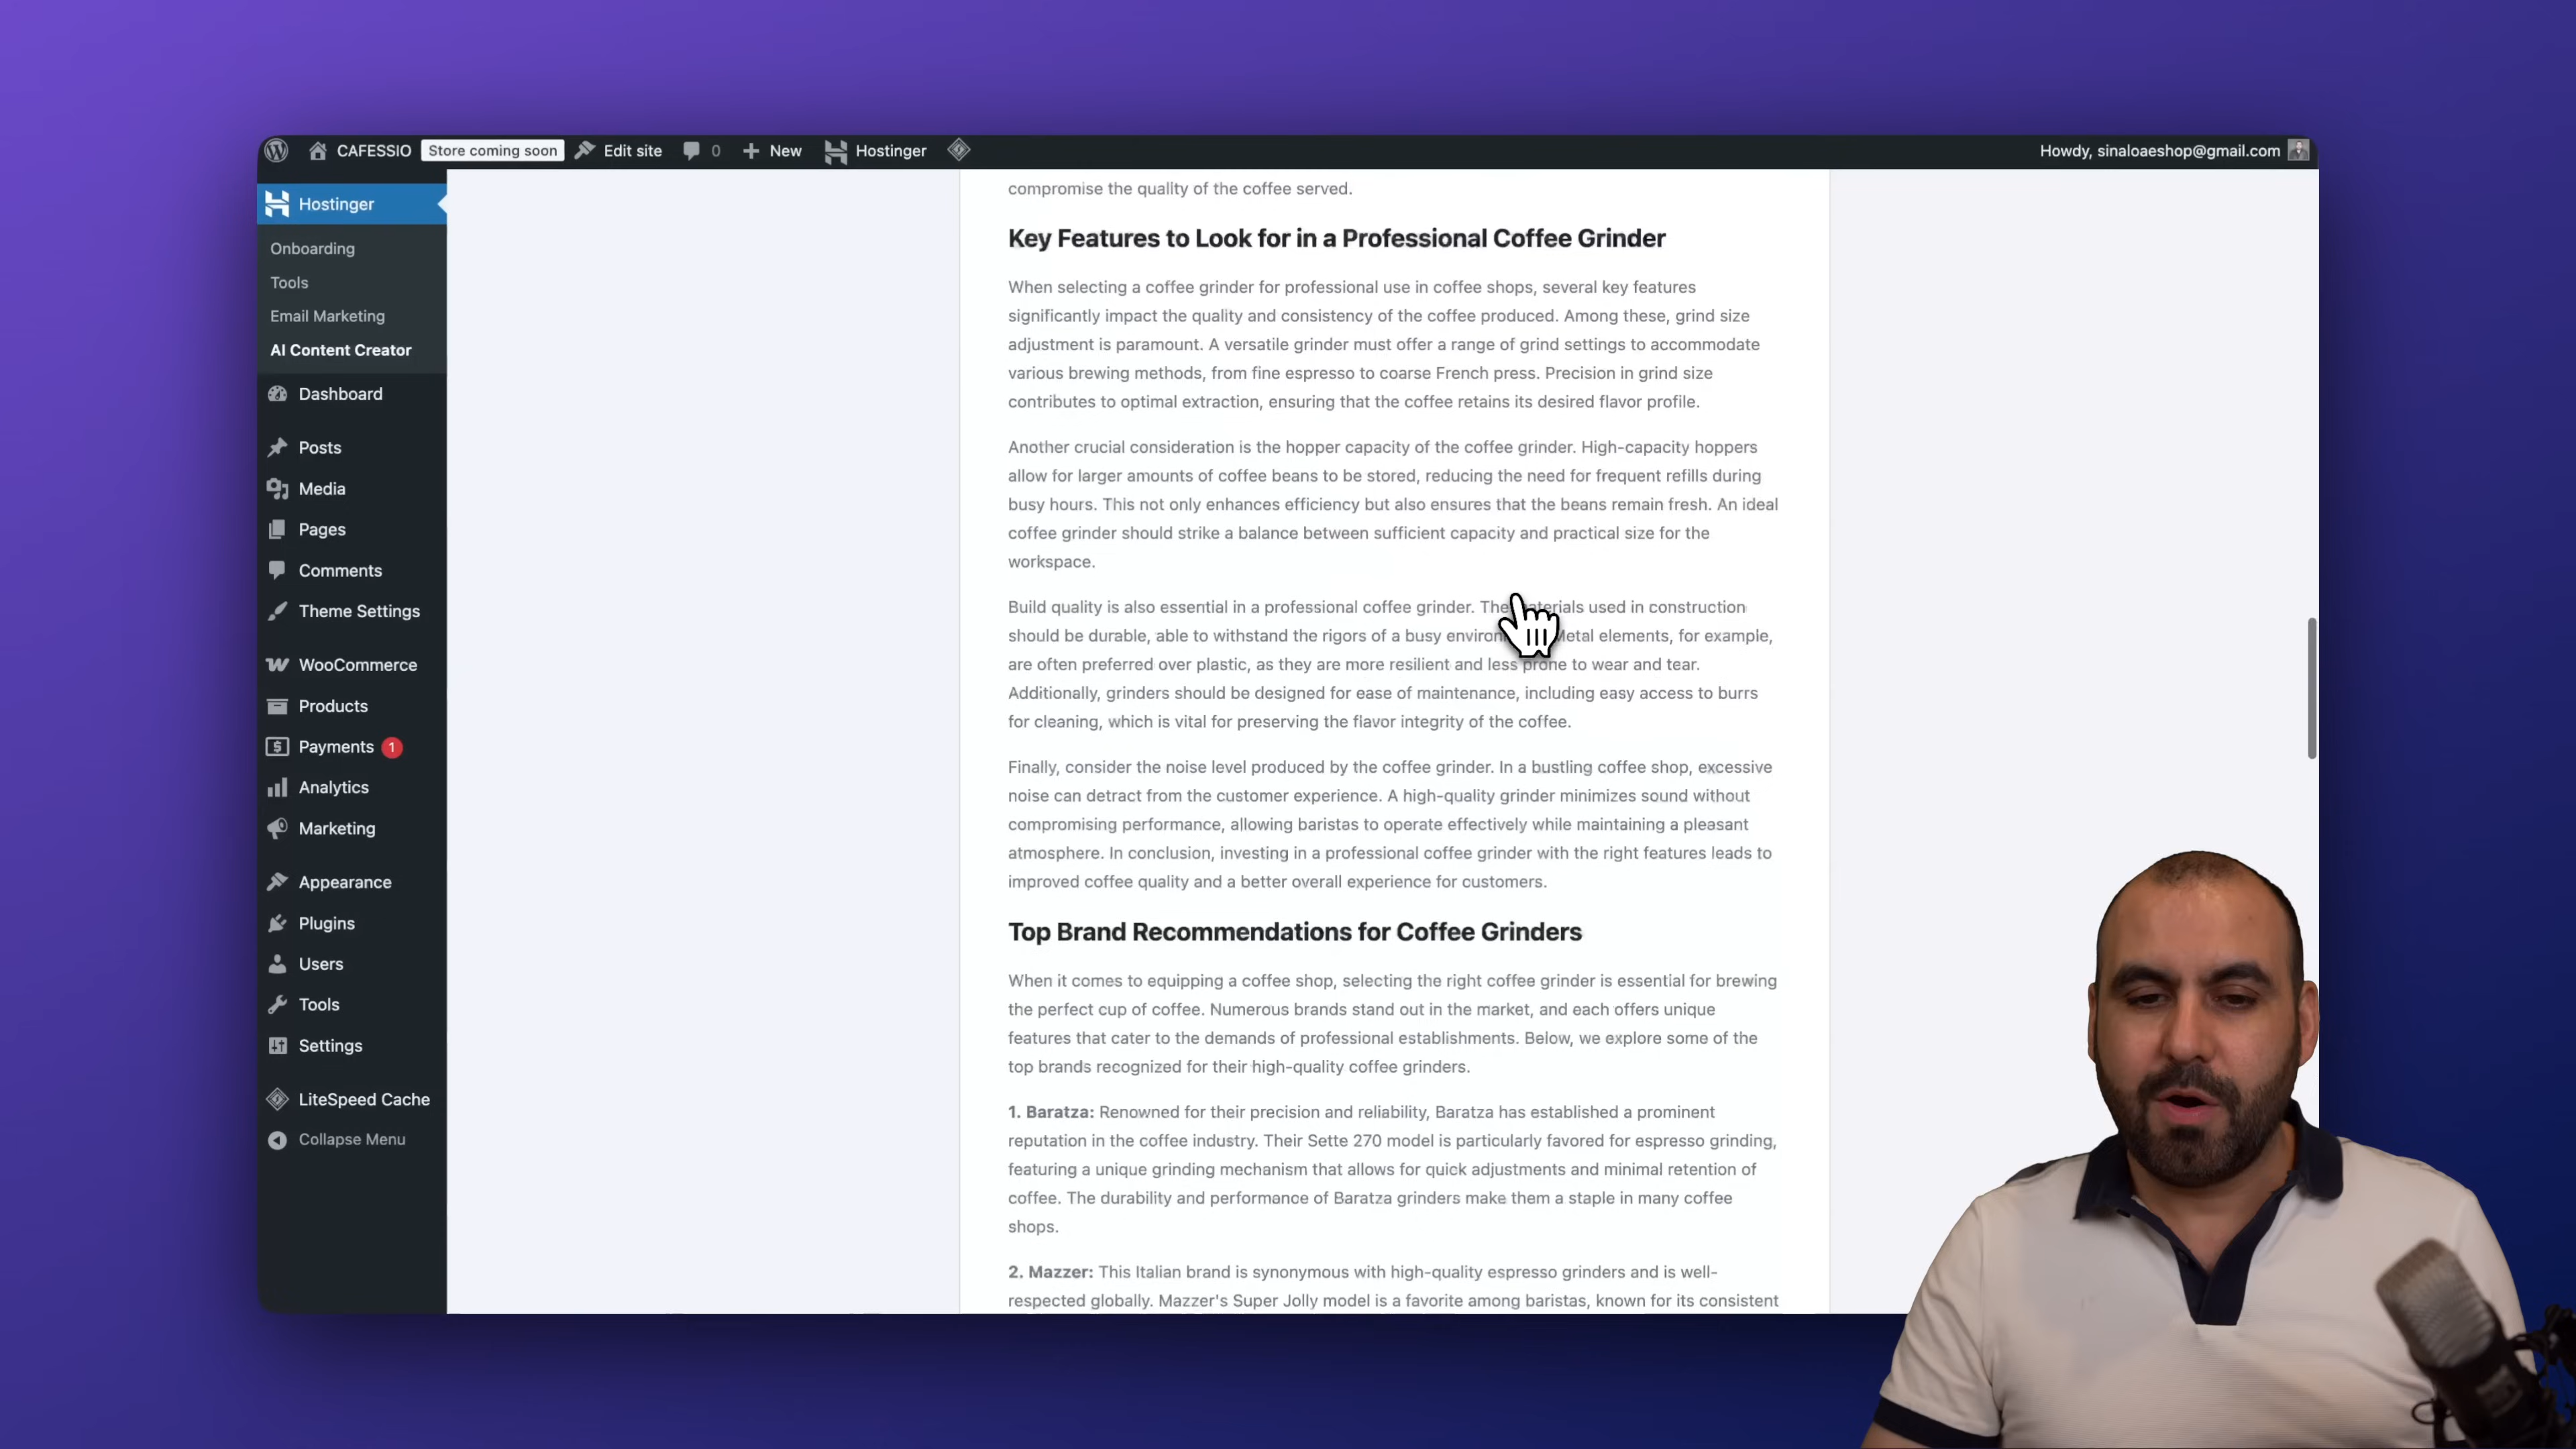 CAFESSIO
Store coming soon
Edit site
0
New
Hostinger
Howdy, sinaloaeshop@gmail.com
Hostinger
Onboarding
Tools
Email Marketing
AI Content Creator
Dashboard
Posts
Media
Pages
Comments
Theme Settings
WooCommerce
Products
Payments 1
Analytics
Marketing
Appearance
Plugins
Users
Tools
Settings
LiteSpeed Cache
Collapse Menu
compromise the quality of the coffee served.
Key Features to Look for in a Professional Coffee Grinder
When selecting a coffee grinder for professional use in coffee shops, several key features
significantly impact the quality and consistency of the coffee produced. Among these, grind size
adjustment is paramount. A versatile grinder must offer a range of grind settings to accommodate
various brewing methods, from fine espresso to coarse French press. Precision in grind size
contributes to optimal extraction, ensuring that the coffee retains its desired flavor profile.
Another crucial consideration is the hopper capacity of the coffee grinder. High-capacity hoppers
allow for larger amounts of coffee beans to be stored, reducing the need for frequent refills during
busy hours. This not only enhances efficiency but also ensures that the beans remain fresh. An ideal
coffee grinder should strike a balance between sufficient capacity and practical size for the
workspace.
Build quality is also essential in a professional coffee grinder. The used in construction
should be durable, able to withstand the rigors of a busy elements, for example,
are often preferred over plastic, as they are more resilient and less prone to wear and tear.
Additionally, grinders should be designed for ease of maintenance, including easy access to burrs
for cleaning, which is vital for preserving the flavor integrity of the coffee.
Finally, consider the noise level produced by the coffee grinder. In a bustling coffee shop, excessive
noise can detract from the customer experience. A high-quality grinder minimizes sound without
compromising performance, allowing baristas to operate effectively while maintaining a pleasant
atmosphere. In conclusion, investing in a professional coffee grinder with the right features leads to
improved coffee quality and a better overall experience for customers.
Top Brand Recommendations for Coffee Grinders
When it comes to equipping a coffee shop, selecting the right coffee grinder is essential for brewing
the perfect cup of coffee. Numerous brands stand out in the market, and each offers unique
features that cater to the demands of professional establishments. Below, we explore some of the
top brands recognized for their high-quality coffee grinders.
1. Baratza: Renowned for their precision and reliability, Baratza has established a prominent
reputation in the coffee industry. Their Sette 270 model is particularly favored for espresso grinding,
featuring a unique grinding mechanism that allows for quick adjustments and minimal retention of
coffee. The durability and performance of Baratza grinders make them a staple in many coffee
shops.
2. Mazzer: This Italian brand is synonymous with high-quality espresso grinders and is well-
respected globally. Mazzer's Super Jolly model is a favorite among baristas, known for its consistent